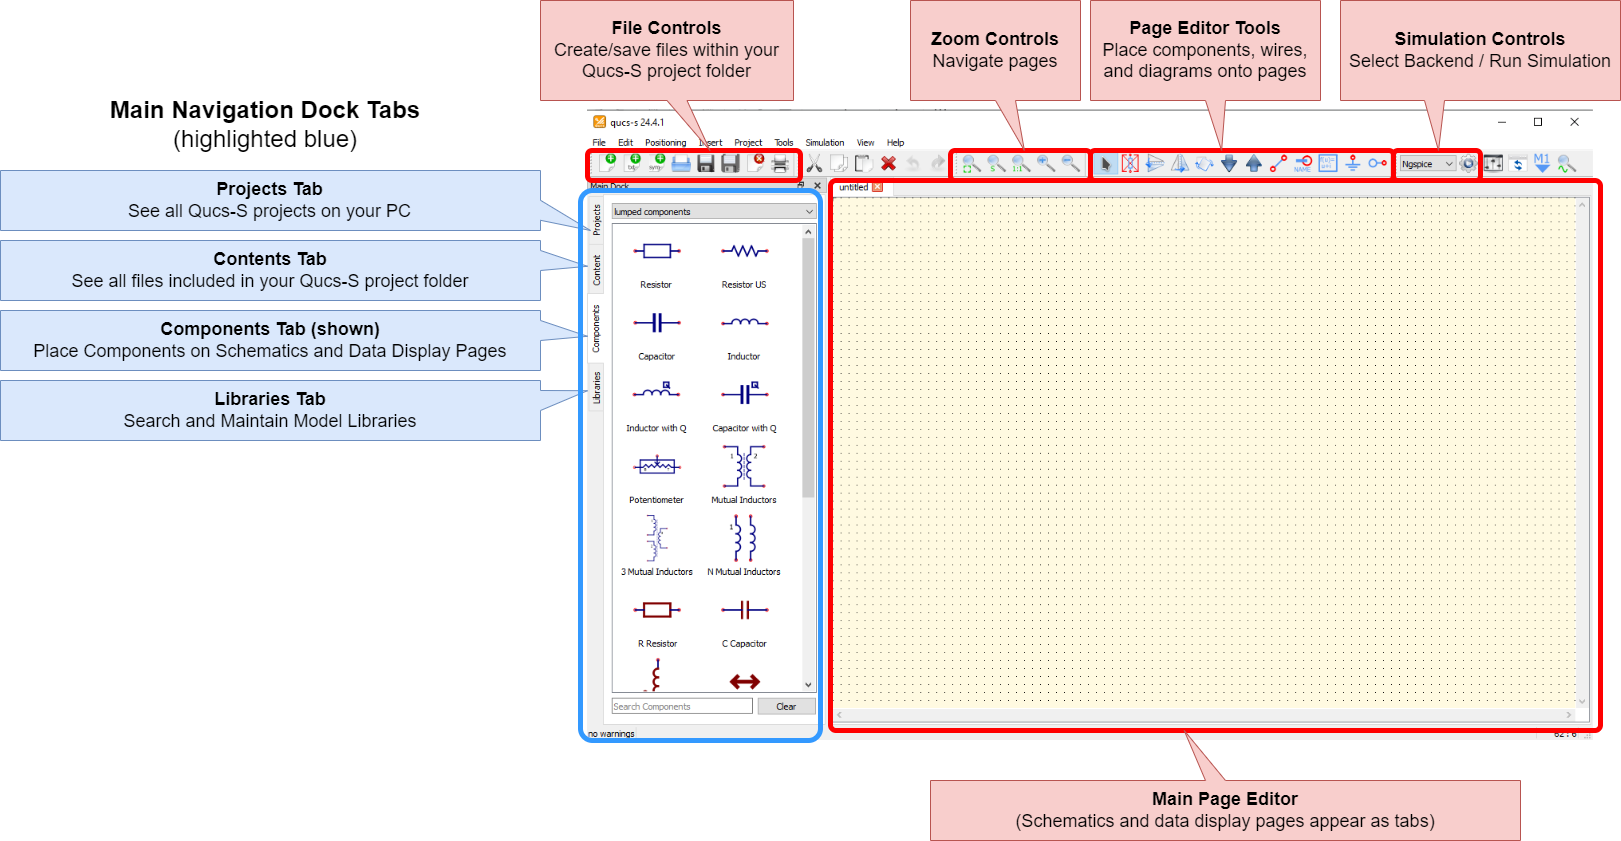 File Controls
Create/save files within your
Qucs-S project folder
Zoom Controls
Navigate pages
Page Editor Tools
Place components, wires,
and diagrams onto pages
Simulation Controls
Select Backend / Run Simulation
Main Navigation Dock Tabs
(highlighted blue)
Projects Tab
See all Qucs-S projects on your PC
Contents Tab
See all files included in your Qucs-S project folder
Components Tab (shown)
Place Components on Schematics and Data Display Pages
Libraries Tab
Search and Maintain Model Libraries
qucs-s 24.4.1
File Edit Positioning Insert Project Tools Simulation View Help
NAME
Ngspice
M1
Main Dock
untitled
Projects
Content
Components
Libraries
lumped components
Resistor
Resistor US
Capacitor
Inductor
Inductor with Q
Capacitor with Q
1 2
Potentiometer
Mutual Inductors
1
3 Mutual Inductors
N Mutual Inductors
R Resistor
C Capacitor
Search Components
Clear
no warnings
Main Page Editor
(Schematics and data display pages appear as tabs)